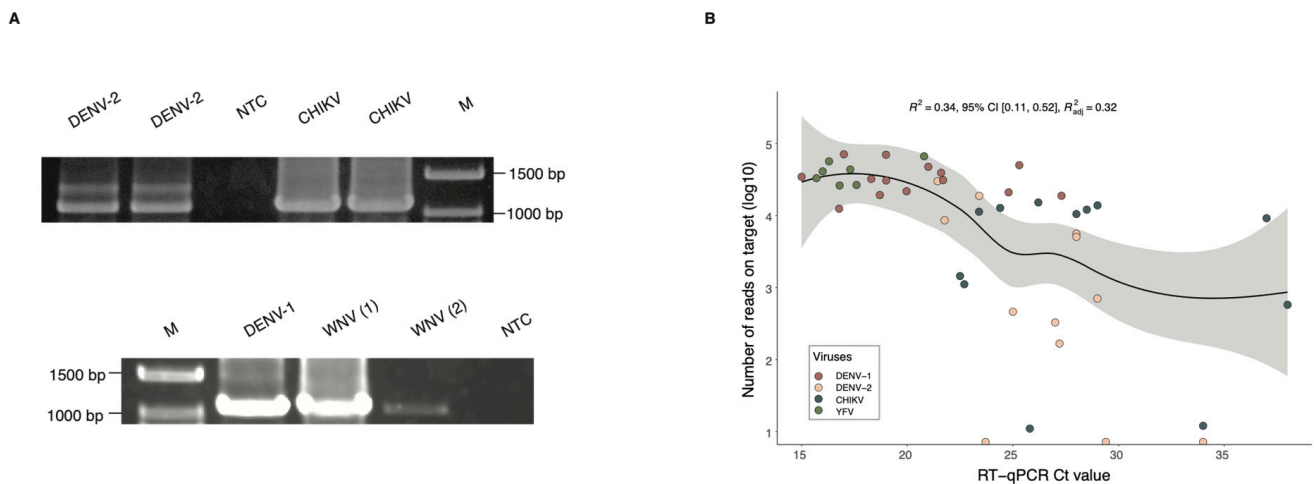 A
DENV-2 DENV-2 NTC CHIKV CHIKV M
1500 bp
1000 bp
M DENV-1 WNV (1) WNV (2) NTC
1500 bp
1000 bp
B
R² = 0.34, 95% CI [0.11, 0.52], R²adj = 0.32
Number of reads on target (log10)
5
4
3
2
1
Viruses
DENV−1
DENV−2
CHIKV
YFV
15 20 25 30 35
RT−qPCR Ct value